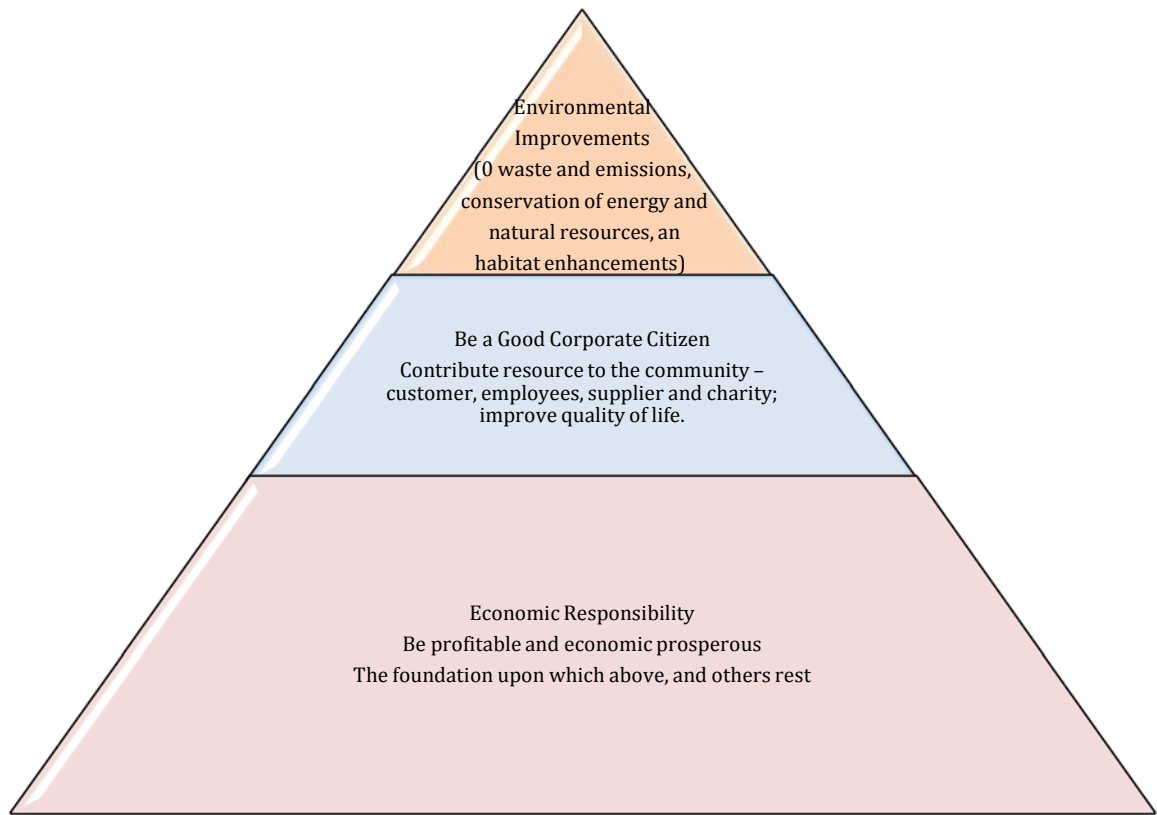 Environmental
Improvements
(0 waste and emissions,
conservation of energy and
natural resources, an
habitat enhancements)
Be a Good Corporate Citizen
Contribute resource to the community –
customer, employees, supplier and charity;
improve quality of life.
Economic Responsibility
Be profitable and economic prosperous
The foundation upon which above, and others rest